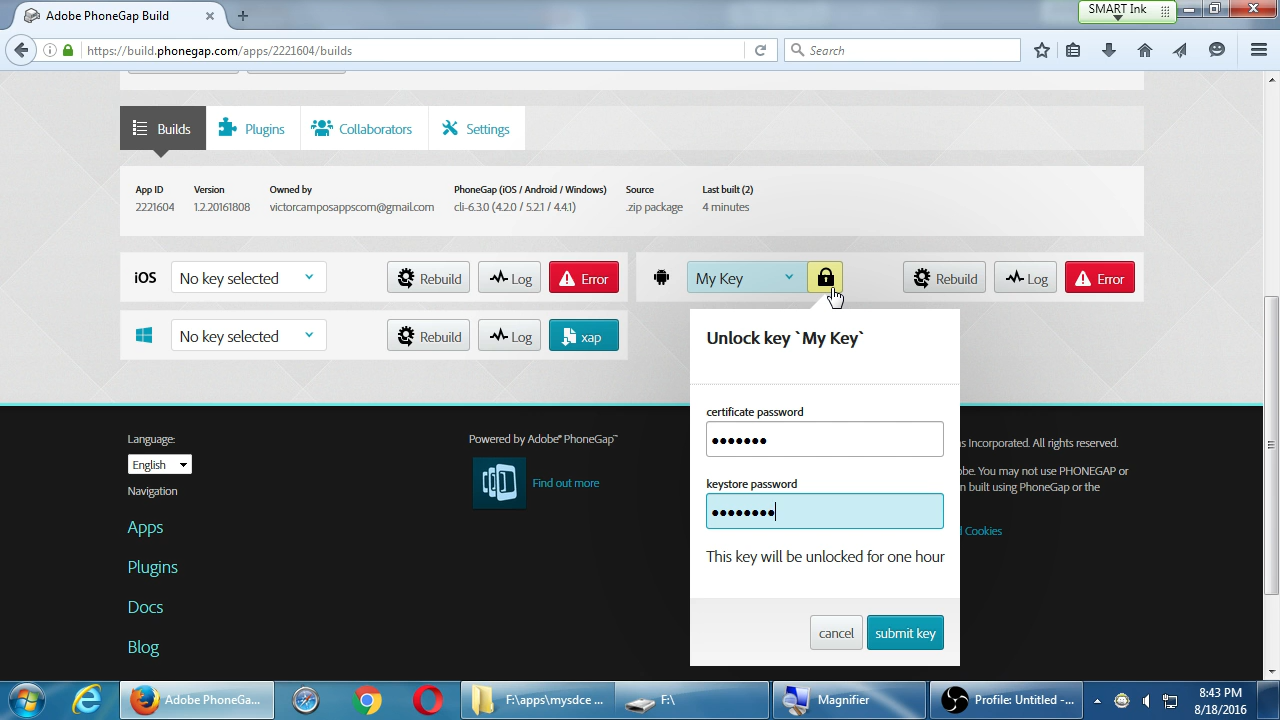 Adobe PhoneGap Build
SMART Ink
https://build.phonegap.com/apps/2221604/builds
Search
Builds
Plugins
Collaborators
Settings
App ID
Version
Owned by
PhoneGap (iOS / Android / Windows)
Source
Last built (2)
2221604
1.2.20161808
victorcamposappscom@gmail.com
cli-6.3.0 (4.2.0 / 5.2.1 / 4.4.1)
.zip package
4 minutes
iOS
No key selected
Rebuild
Log
Error
My Key
Rebuild
Log
Error
No key selected
Rebuild
Log
xap
Unlock key `My Key`
certificate password
•••••••
keystore password
••••••••
This key will be unlocked for one hour
cancel
submit key
Language:
English
Navigation
Apps
Plugins
Docs
Blog
Powered by Adobe® PhoneGap™
Find out more
s Incorporated. All rights reserved.
obe. You may not use PHONEGAP or
n built using PhoneGap or the
d Cookies
Adobe PhoneGa...
F:\apps\mysdce ...
F:\
Magnifier
Profile: Untitled -...
8:43 PM
8/18/2016